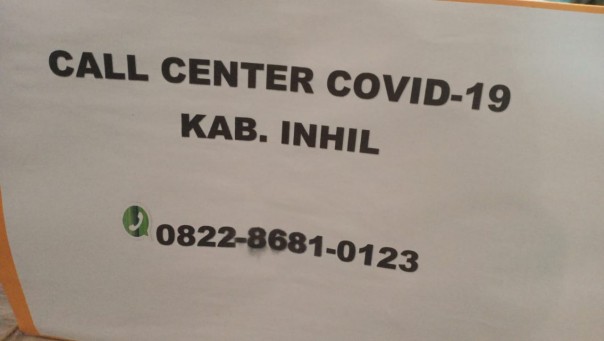 CALL CENTER COVID-19
KAB. INHIL
0822-8681-0123